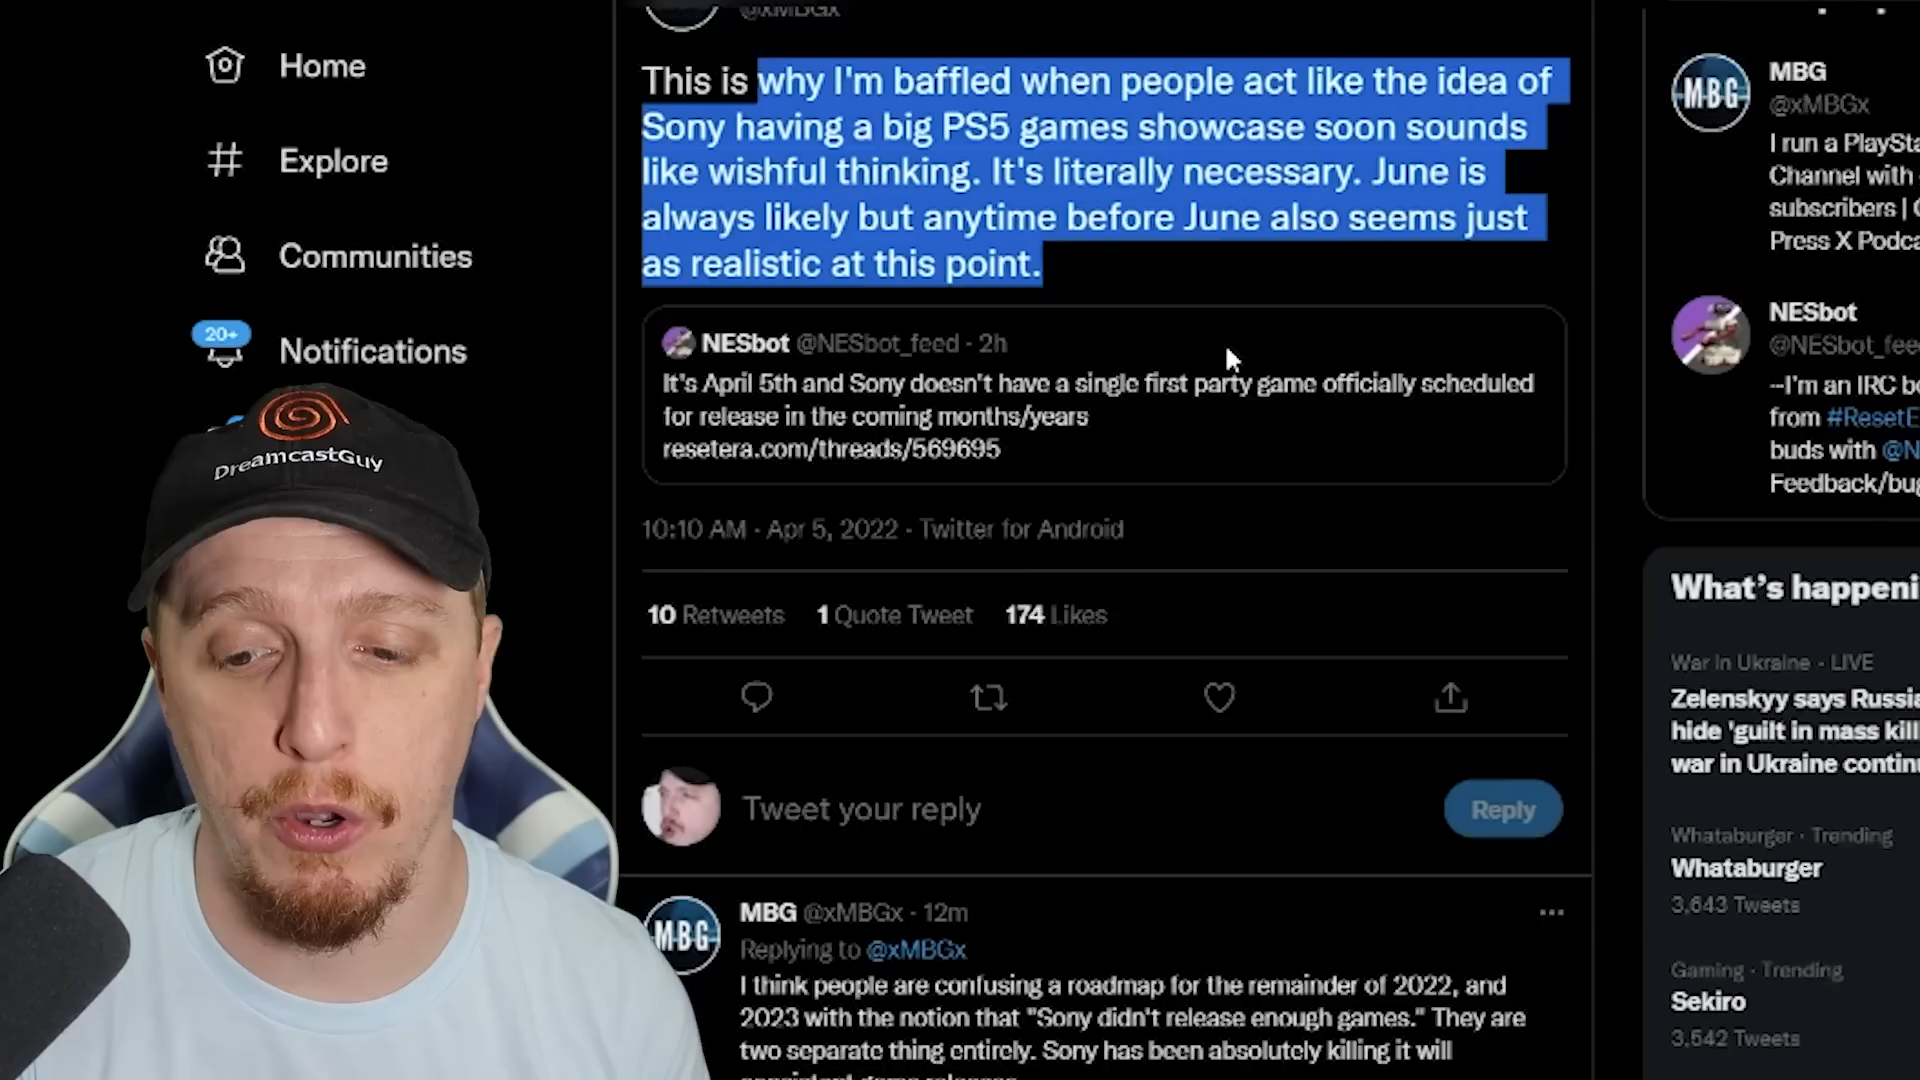 @xMBGx
Home
Explore
Communities
20+
Notifications
DreamcastGuy
This is why I'm baffled when people act like the idea of
Sony having a big PS5 games showcase soon sounds
like wishful thinking. It's literally necessary. June is
always likely but anytime before June also seems just
as realistic at this point.
NESbot @NESbot_feed · 2h
It's April 5th and Sony doesn't have a single first party game officially scheduled
for release in the coming months/years
resetera.com/threads/569695
10:10 AM · Apr 5, 2022 · Twitter for Android
10 Retweets 1 Quote Tweet 174 Likes
Tweet your reply
Reply
MBG
MBG @xMBGx · 12m
Replying to @xMBGx
I think people are confusing a roadmap for the remainder of 2022, and
2023 with the notion that "Sony didn't release enough games." They are
two separate thing entirely. Sony has been absolutely killing it will
MBG
MBG
@xMBGx
I run a PlaySta
Channel with
subscribers |
Press X Podca
NESbot
@NESbot_fee
--I'm an IRC b
from #ResetE
buds with @N
Feedback/bug
What's happeni
War in Ukraine · LIVE
Zelenskyy says Russia
hide 'guilt in mass kill
war in Ukraine continu
Whataburger · Trending
Whataburger
3,643 Tweets
Gaming · Trending
Sekiro
3,542 Tweets